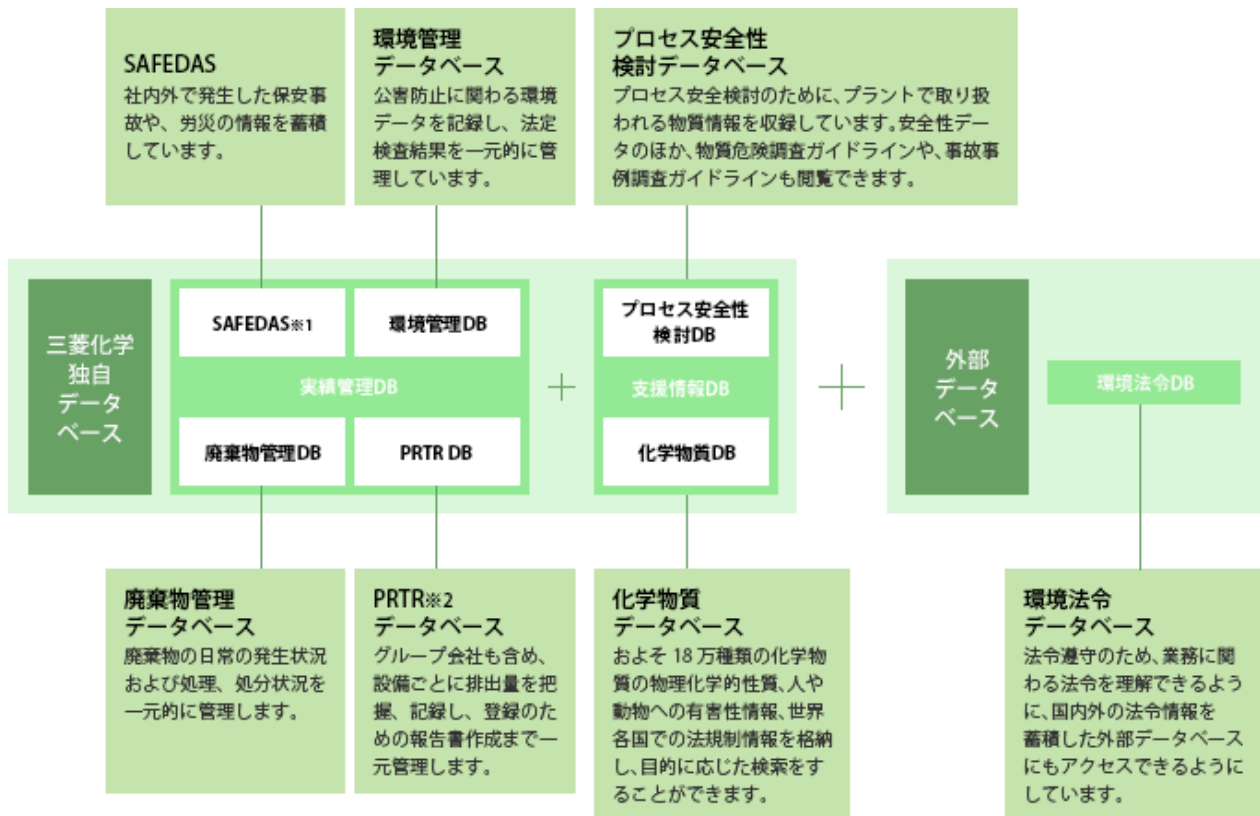 SAFEDAS
社内外で発生した保安事
故や、労災の情報を蓄積
しています。
環境管理
データベース
公害防止に関わる環境
データを記録し、法定
検査結果を一元的に管
理しています。
プロセス安全性
検討データベース
プロセス安全検討のために、プラントで取り扱
われる物質情報を収録しています。安全性デー
タのほか、物質危険調査ガイドラインや、事故事
例調査ガイドラインも閲覧できます。
三菱化学
独自
データ
ベース
SAFEDAS※1
環境管理DB
実績管理DB
廃棄物管理DB
PRTR DB
+
プロセス安全性
検討DB
支援情報DB
化学物質DB
+
外部
データ
ベース
環境法令DB
廃棄物管理
データベース
廃棄物の日常の発生状況
および処理、処分状況を
一元的に管理します。
PRTR※2
データベース
グループ会社も含め、
設備ごとに排出量を把
握、記録し、登録のた
めの報告書作成まで一
元管理します。
化学物質
データベース
およそ 18 万種類の化学物
質の物理化学的性質、人や
動物への有害性情報、世界
各国での法規制情報を格納
し、目的に応じた検索をす
ることができます。
環境法令
データベース
法令遵守のため、業務に関
わる法令を理解できるよう
に、国内外の法令情報を
蓄積した外部データベース
にもアクセスできるように
しています。